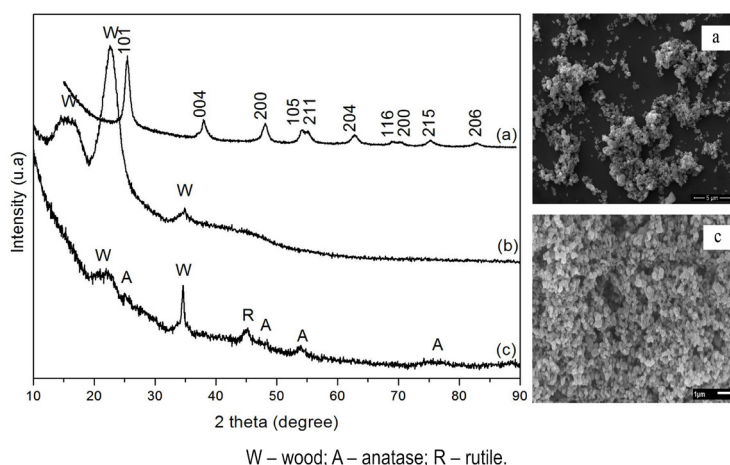 W
101
W
004
200
105
211
204
116
200
215
206
(a)
W
(b)
W
A
W
R
A
A
A
(c)
Intensity (u.a)
10 20 30 40 50 60 70 80 90
2 theta (degree)
W – wood; A – anatase; R – rutile.
a
5 µm
c
1µm